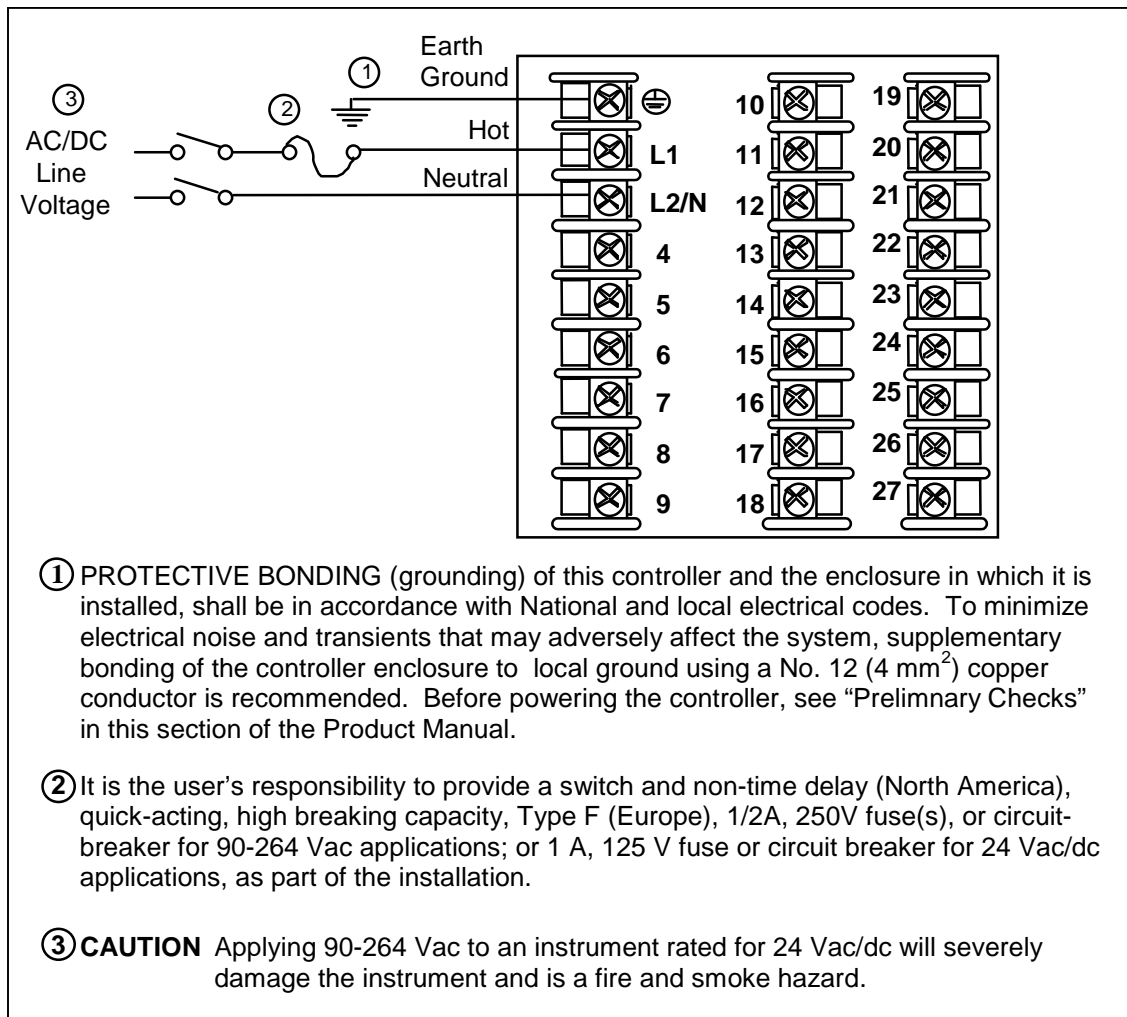 Earth
Ground
①
③
②
AC/DC
Line
Voltage
Hot
Neutral
L1
L2/N
4
5
6
7
8
9
10
11
12
13
14
15
16
17
18
19
20
21
22
23
24
25
26
27
① PROTECTIVE BONDING (grounding) of this controller and the enclosure in which it is
installed, shall be in accordance with National and local electrical codes. To minimize
electrical noise and transients that may adversely affect the system, supplementary
bonding of the controller enclosure to local ground using a No. 12 (4 mm²) copper
conductor is recommended. Before powering the controller, see “Prelimnary Checks”
in this section of the Product Manual.
② It is the user’s responsibility to provide a switch and non-time delay (North America),
quick-acting, high breaking capacity, Type F (Europe), 1/2A, 250V fuse(s), or circuit-
breaker for 90-264 Vac applications; or 1 A, 125 V fuse or circuit breaker for 24 Vac/dc
applications, as part of the installation.
③ CAUTION Applying 90-264 Vac to an instrument rated for 24 Vac/dc will severely
damage the instrument and is a fire and smoke hazard.